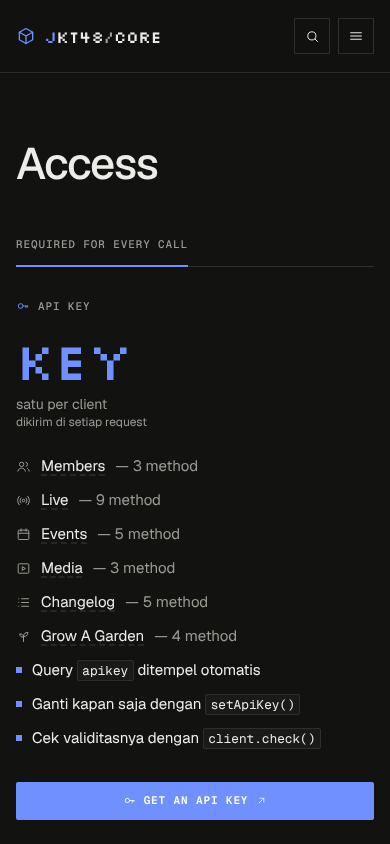 JKT48/CORE
Access
REQUIRED FOR EVERY CALL
API KEY
KEY
satu per client
dikirim di setiap request
Members — 3 method
Live — 9 method
Events — 5 method
Media — 3 method
Changelog — 5 method
Grow A Garden — 4 method
Query apikey ditempel otomatis
Ganti kapan saja dengan setApiKey()
Cek validitasnya dengan client.check()
GET AN API KEY